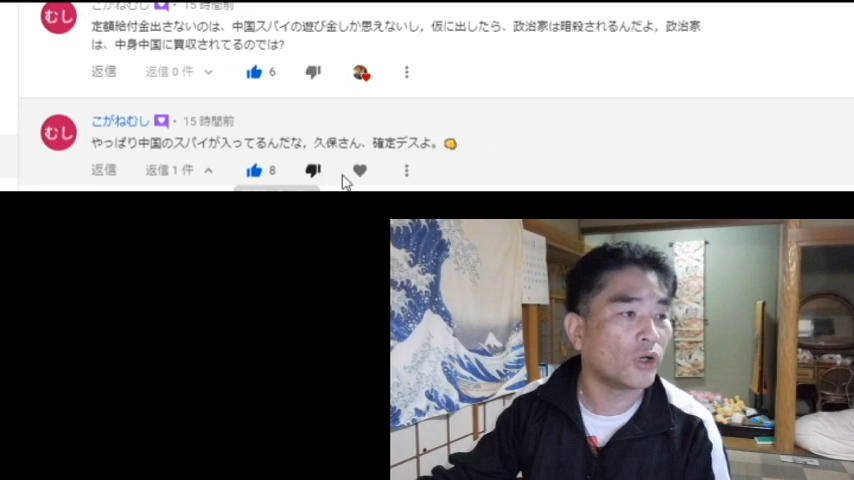 こがねむし • 15 時間前
むし
定額給付金出さないのは、中国スパイの遊び金しか思えないし，仮に出したら、政治家は暗殺されるんだよ，政治家
は、中身中国に買収されてるのでは?
返信 返信 0 件 6
こがねむし • 15 時間前
むし
やっぱり中国のスパイが入ってるんだな，久保さん、確定デスよ。👊
返信 返信 1 件 8